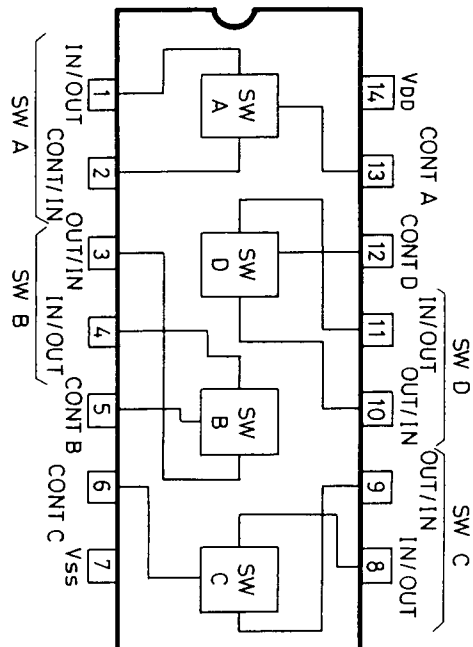 IN/OUT
1
SW A
CONT/IN
2
OUT/IN
3
SW B
IN/OUT
4
CONT B
5
CONT C
6
Vss
7
SW
A
SW
D
SW
B
SW
C
VDD
14
CONT A
13
CONT D
12
IN/OUT
11
SW D
OUT/IN
10
OUT/IN
9
SW C
IN/OUT
8